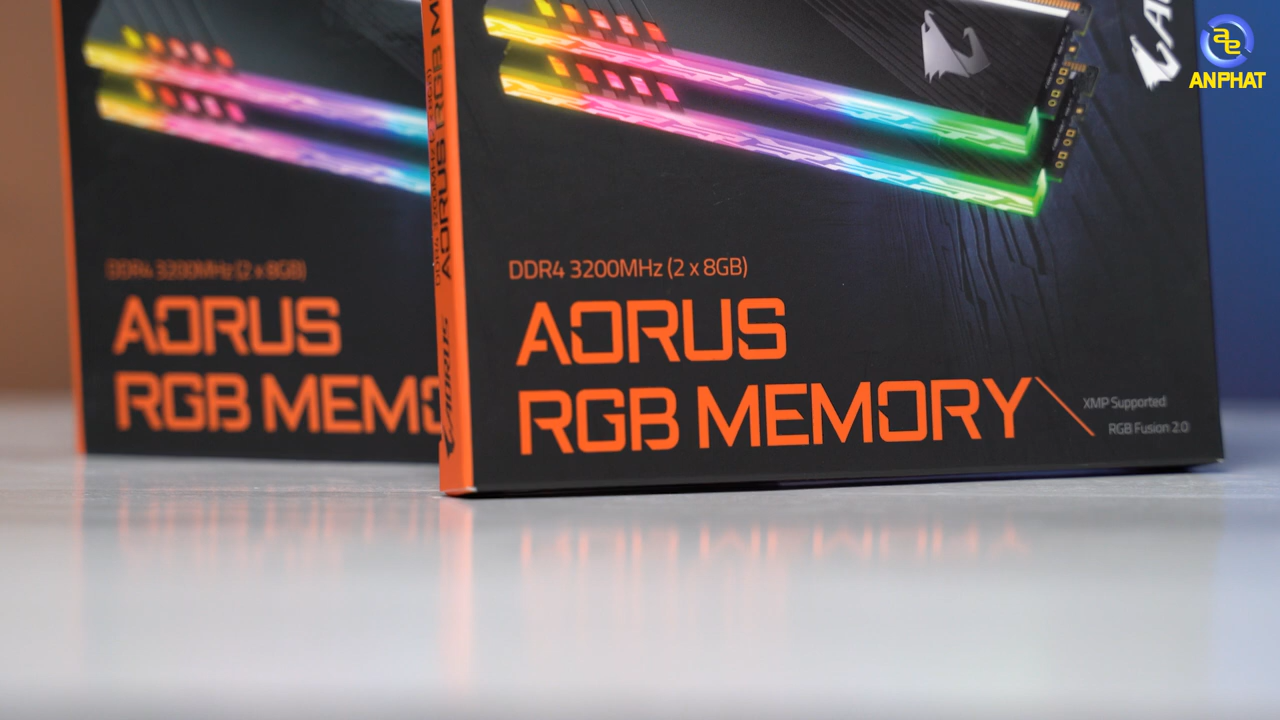 ANPHAT
DDR4 3200MHz (2 x 8GB)
AORUS
RGB MEMO
DDR4 3200MHz (2 x 8GB)
AORUS
RGB MEMORY
XMP Supported
RGB Fusion 2.0
AORUS RGB M
AORUS